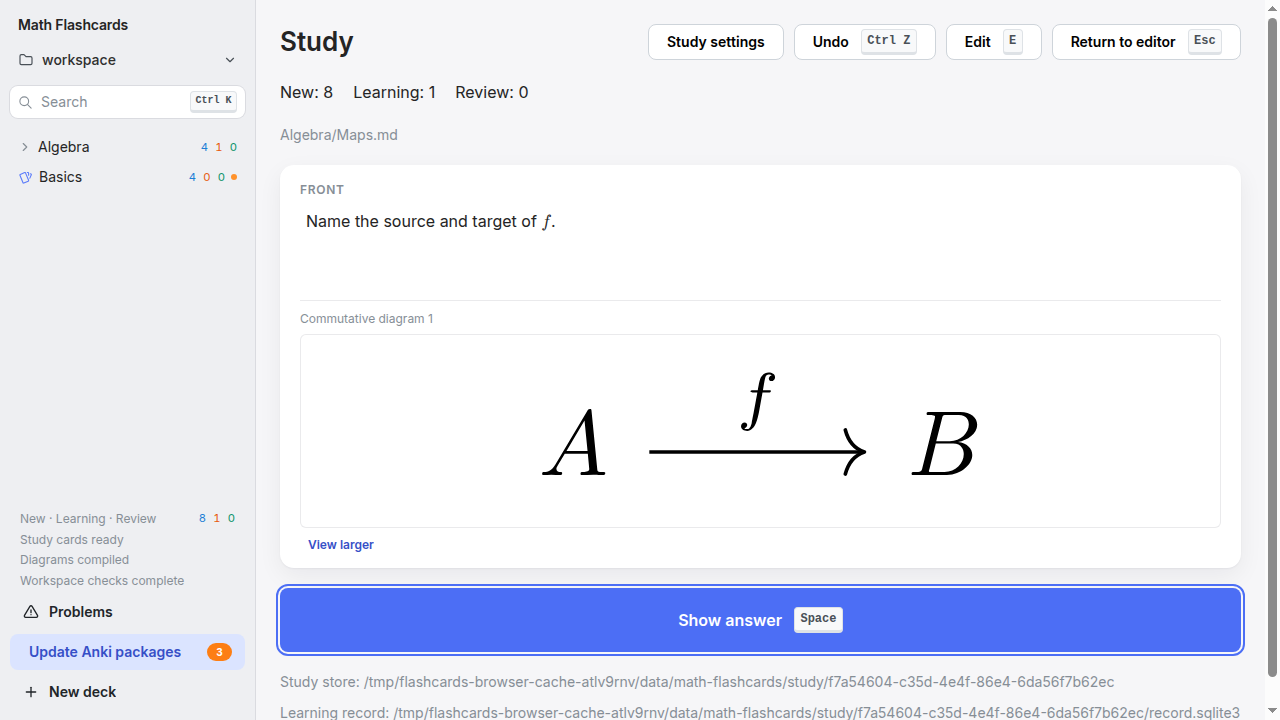 Math Flashcards
workspace
Search Ctrl K
Algebra 4 1 0
Basics 4 0 0
New · Learning · Review 8 1 0
Study cards ready
Diagrams compiled
Workspace checks complete
Problems
Update Anki packages 3
New deck
Study
Study settings
Undo Ctrl Z
Edit E
Return to editor Esc
New: 8 Learning: 1 Review: 0
Algebra/Maps.md
FRONT
Name the source and target of f.
Commutative diagram 1
f
A B
View larger
Show answer Space
Study store: /tmp/flashcards-browser-cache-atlv9rnv/data/math-flashcards/study/f7a54604-c35d-4e4f-86e4-6da56f7b62ec
Learning record: /tmp/flashcards-browser-cache-atlv9rnv/data/math-flashcards/study/f7a54604-c35d-4e4f-86e4-6da56f7b62ec/record.sqlite3